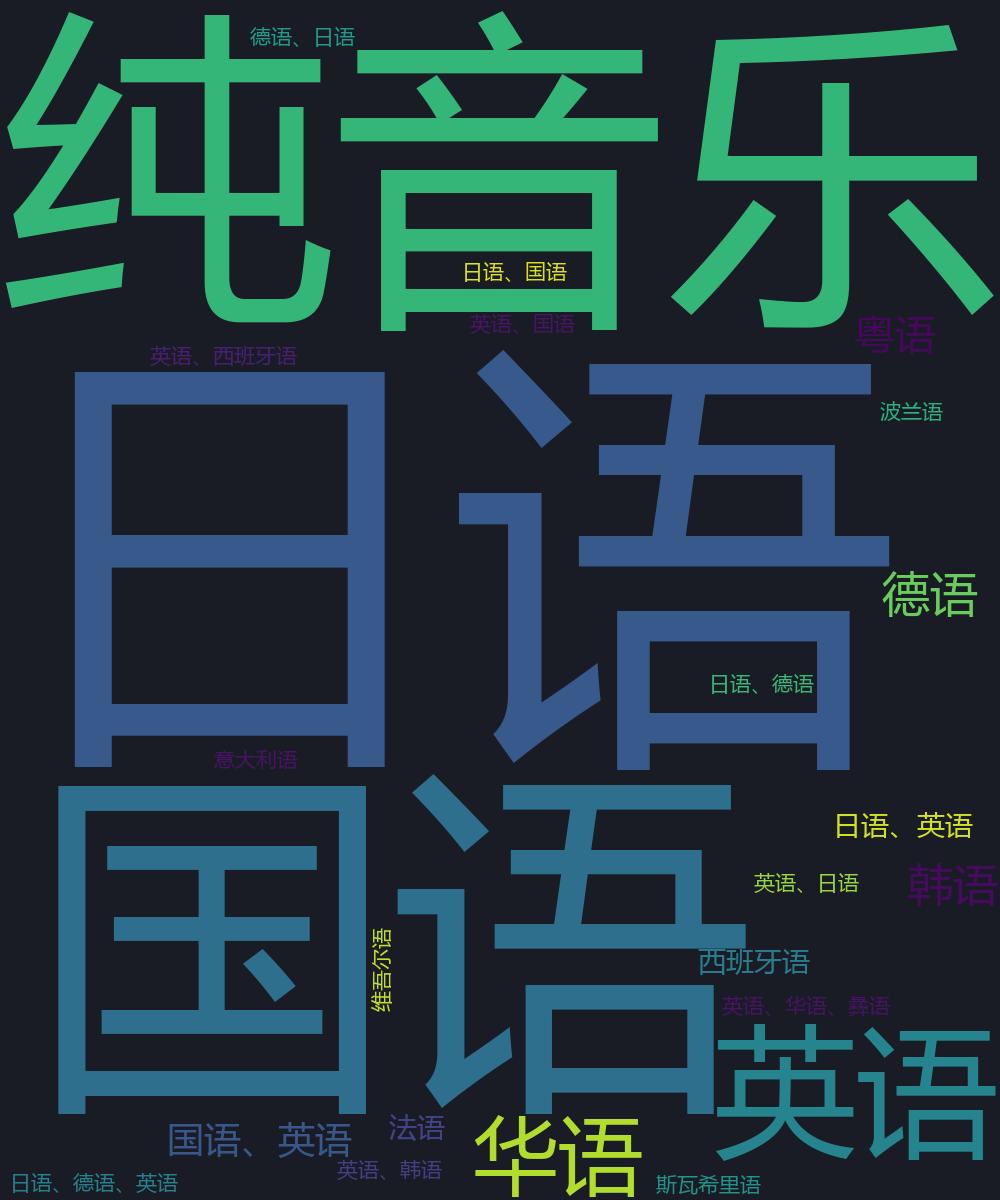 德语、日语
纯音乐
日语、国语
英语、国语
粤语
英语、西班牙语
日语
波兰语
德语
日语、德语
意大利语
国语
日语、英语
英语、日语
韩语
维吾尔语
西班牙语
英语、华语、彝语
英语
国语、英语
法语
华语
英语、韩语
日语、德语、英语
斯瓦希里语